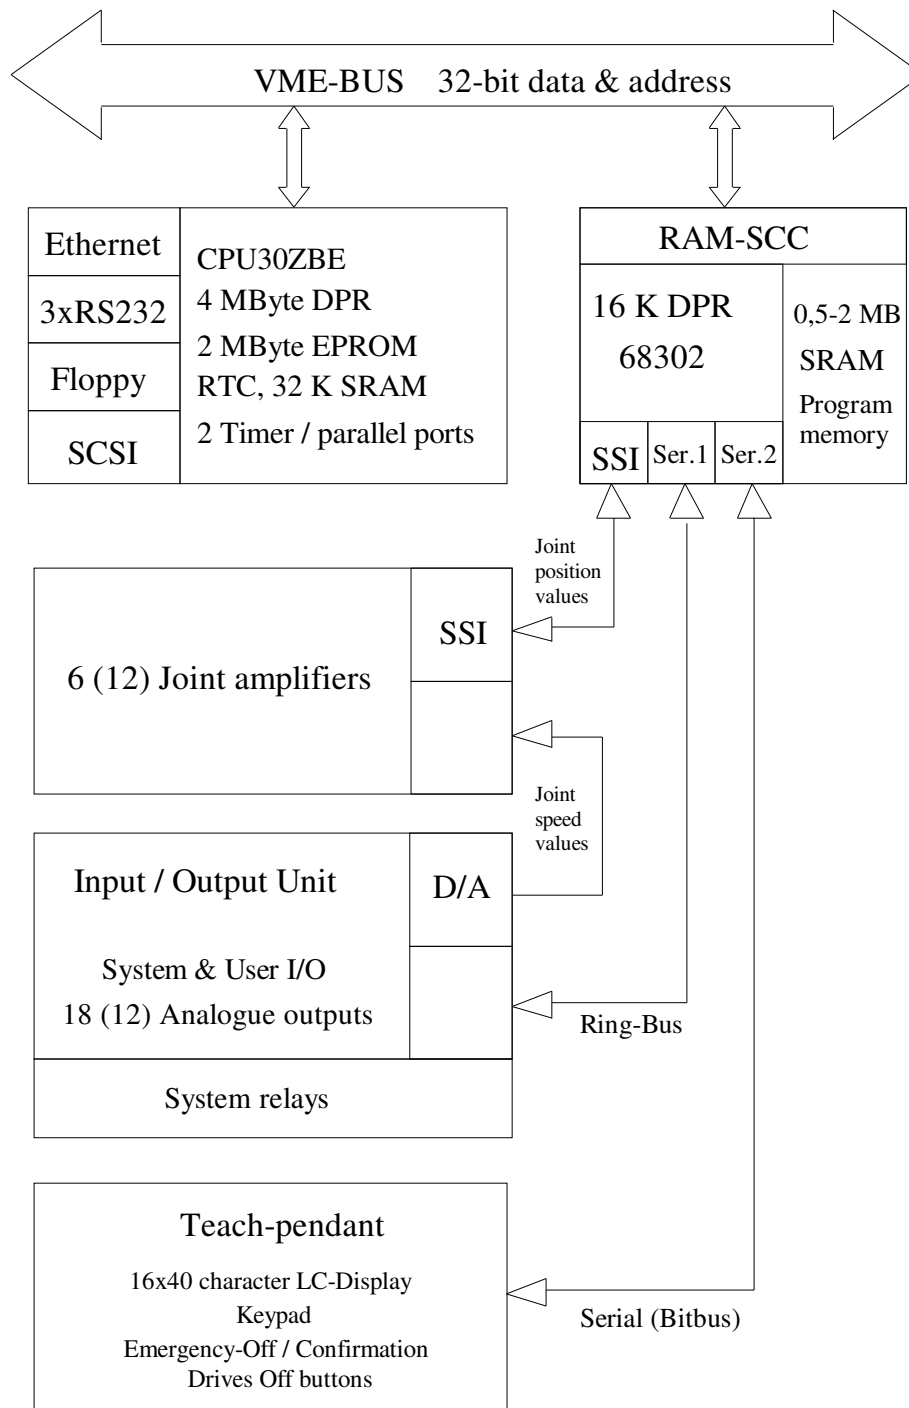 VME-BUS 32-bit data & address
Ethernet
3xRS232
Floppy
SCSI
CPU30ZBE
4 MByte DPR
2 MByte EPROM
RTC, 32 K SRAM
2 Timer / parallel ports
RAM-SCC
16 K DPR
68302
0,5-2 MB
SRAM
Program
memory
SSI
Ser.1
Ser.2
Joint
position
values
6 (12) Joint amplifiers
SSI
Joint
speed
values
Input / Output Unit
D/A
System & User I/O
18 (12) Analogue outputs
Ring-Bus
System relays
Teach-pendant
16x40 character LC-Display
Keypad
Emergency-Off / Confirmation
Drives Off buttons
Serial (Bitbus)